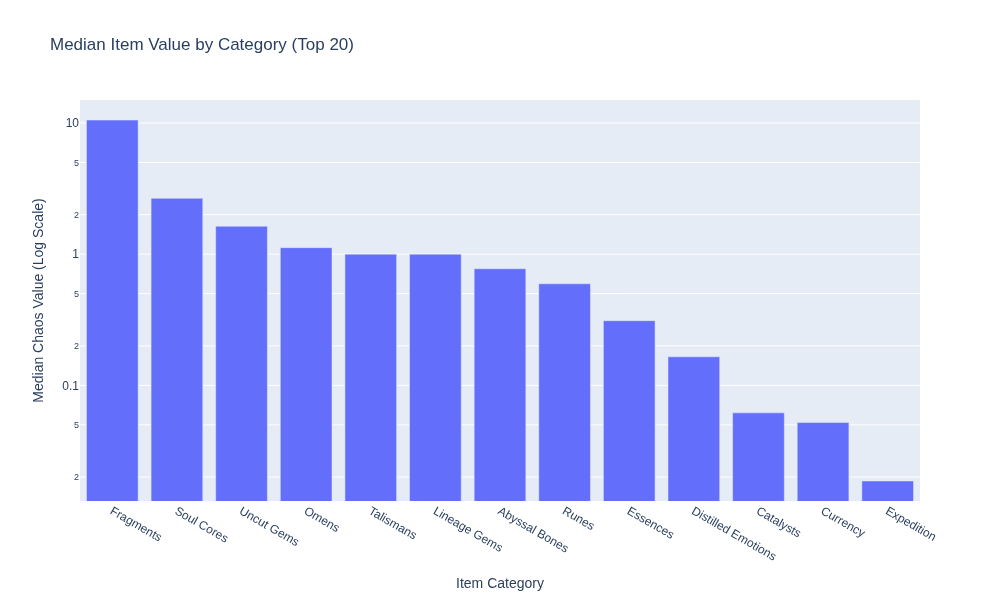 Median Item Value by Category (Top 20)
Median Chaos Value (Log Scale)
10
5
2
1
5
2
0.1
5
2
Fragments
Soul Cores
Uncut Gems
Omens
Talismans
Lineage Gems
Abyssal Bones
Runes
Essences
Distilled Emotions
Catalysts
Currency
Expedition
Item Category